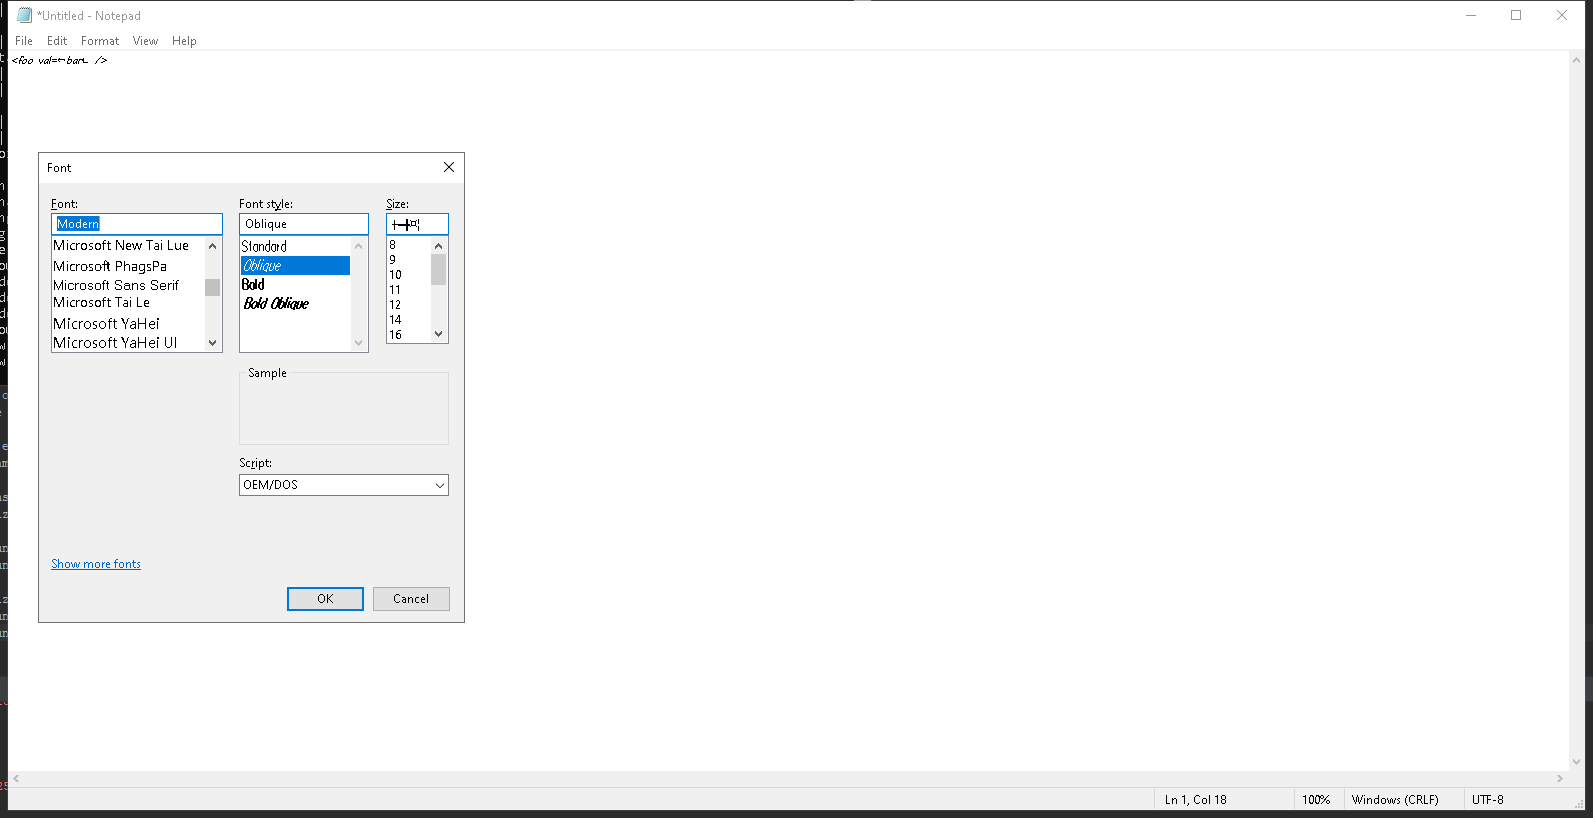 *Untitled - Notepad
File Edit Format View Help
<foo val= bar />
Font
Font: Font style: Size:
Modern Oblique
Microsoft New Tai Lue
Microsoft PhagsPa
Microsoft Sans Serif
Microsoft Tai Le
Microsoft YaHei
Microsoft YaHei UI
Standard
Oblique
Bold
Bold Oblique
8
9
10
11
12
14
16
Sample
Script:
OEM/DOS
Show more fonts
OK Cancel
Ln 1, Col 18 100% Windows (CRLF) UTF-8